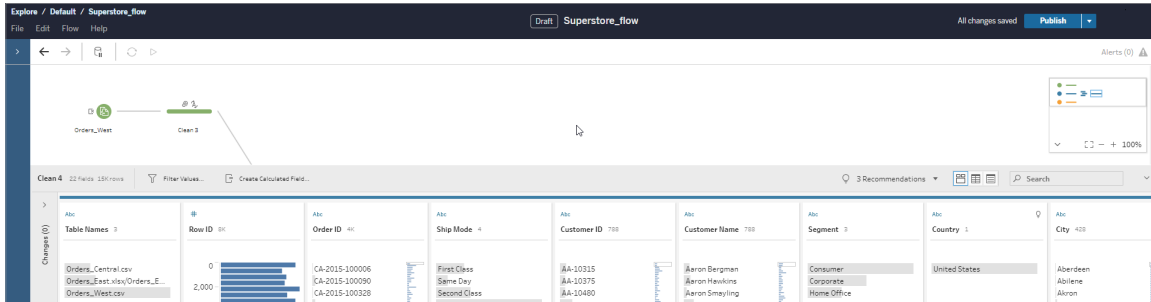 Explore / Default / Superstore_flow
File Edit Flow Help
Draft Superstore_flow
All changes saved Publish
Alerts (0)
Orders_West
Clean 3
100%
Clean 4 22 fields 15K rows Filter Values... Create Calculated Field... 3 Recommendations Search
Changes (0)
Abc # Abc Abc Abc Abc Abc Abc Abc
Table Names 3 Row ID 8K Order ID 4K Ship Mode 4 Customer ID 788 Customer Name 788 Segment 3 Country 1 City 428
Orders_Central.csv 0 CA-2015-100006 First Class AA-10315 Aaron Bergman Consumer United States Aberdeen
Orders_East.xlsx/Orders_E... CA-2015-100090 Same Day AA-10375 Aaron Hawkins Corporate Abilene
Orders_West.csv 2,000 CA-2015-100328 Second Class AA-10480 Aaron Smayling Home Office Akron